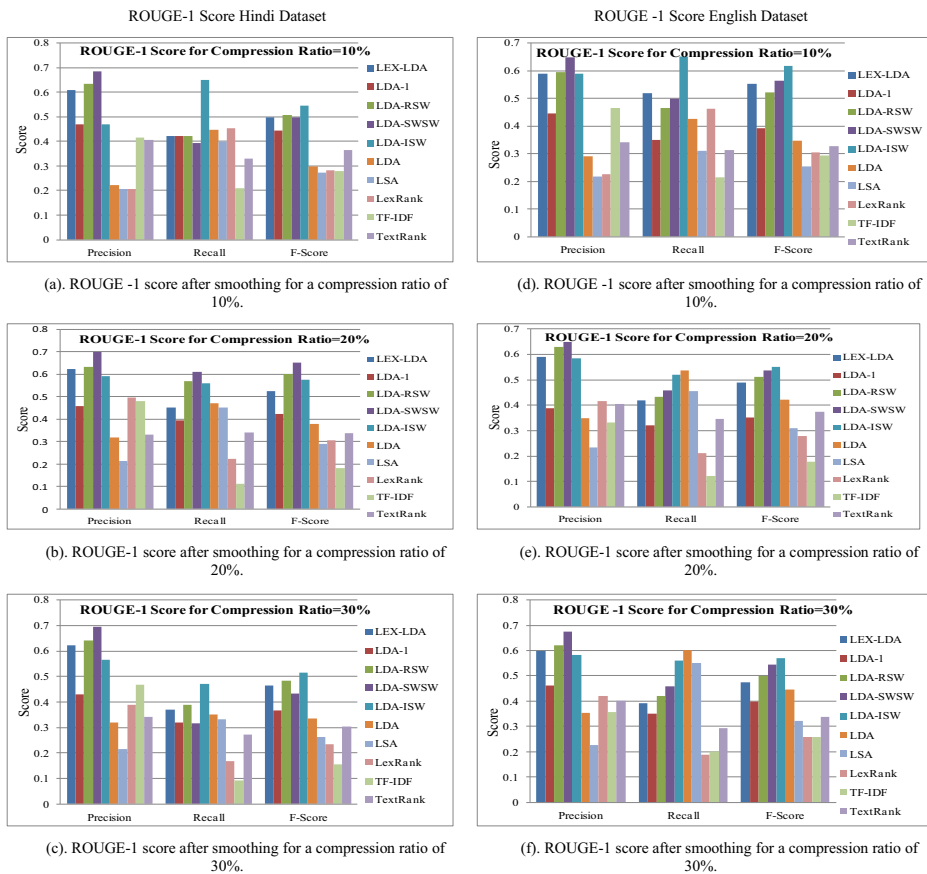 ROUGE-1 Score Hindi Dataset
ROUGE -1 Score English Dataset
ROUGE-1 Score for Compression Ratio=10%
0.8
0.7
0.6
0.5
0.4
0.3
0.2
0.1
0
Score
Precision
Recall
F-Score
LEX-LDA
LDA-1
LDA-RSW
LDA-SWSW
LDA-ISW
LDA
LSA
LexRank
TF-IDF
TextRank
(a). ROUGE -1 score after smoothing for a compression ratio of
10%.
ROUGE-1 Score for Compression Ratio=10%
0.7
0.6
0.5
0.4
0.3
0.2
0.1
0
Score
Precision
Recall
F-Score
LEX-LDA
LDA-1
LDA-RSW
LDA-SWSW
LDA-ISW
LDA
LSA
LexRank
TF-IDF
TextRank
(d). ROUGE -1 score after smoothing for a compression ratio of
10%.
ROUGE-1 Score for Compression Ratio=20%
0.8
0.7
0.6
0.5
0.4
0.3
0.2
0.1
0
Score
Precision
Recall
F-Score
LEX-LDA
LDA-1
LDA-RSW
LDA-SWSW
LDA-ISW
LDA
LSA
LexRank
TF-IDF
TextRank
(b). ROUGE-1 score after smoothing for a compression ratio of
20%.
ROUGE-1 Score for Compression Ratio=20%
0.7
0.6
0.5
0.4
0.3
0.2
0.1
0
Score
Precision
Recall
F-Score
LEX-LDA
LDA-1
LDA-RSW
LDA-SWSW
LDA-ISW
LDA
LSA
LexRank
TF-IDF
TextRank
(e). ROUGE-1 score after smoothing for a compression ratio of
20%.
ROUGE-1 Score for Compression Ratio=30%
0.8
0.7
0.6
0.5
0.4
0.3
0.2
0.1
0
Score
Precision
Recall
F-Score
LEX-LDA
LDA-1
LDA-RSW
LDA-SWSW
LDA-ISW
LDA
LSA
LexRank
TF-IDF
TextRank
(c). ROUGE-1 score after smoothing for a compression ratio of
30%.
ROUGE -1 Score for Compression Ratio=30%
0.8
0.7
0.6
0.5
0.4
0.3
0.2
0.1
0
Score
Precision
Recall
F-Score
LEX-LDA
LDA-1
LDA-RSW
LDA-SWSW
LDA-ISW
LDA
LSA
LexRank
TF-IDF
TextRank
(f). ROUGE-1 score after smoothing for a compression ratio of
30%.